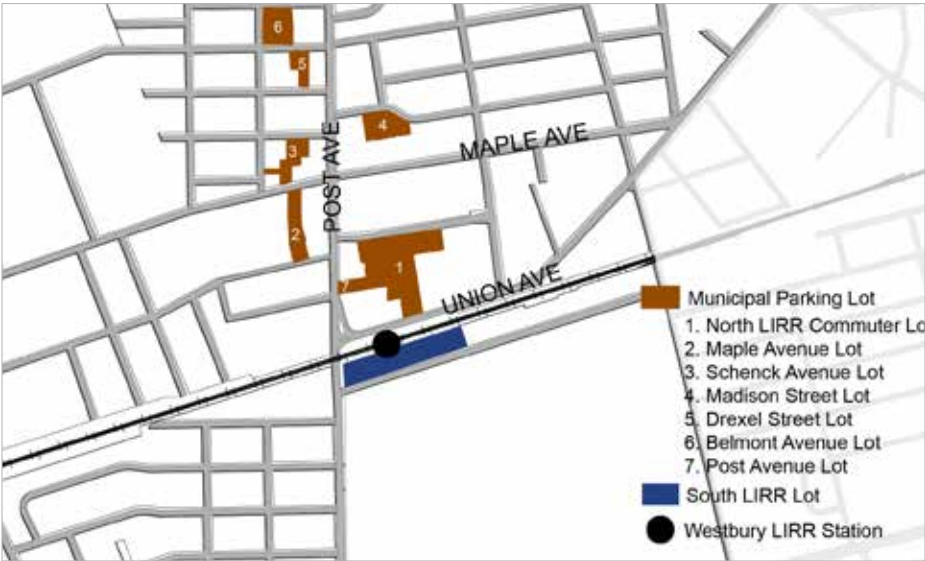 6
5
POST AVE
4
MAPLE AVE
3
2
1
7
UNION AVE
Municipal Parking Lot
1. North LIRR Commuter Lo
2. Maple Avenue Lot
3. Schenck Avenue Lot
4. Madison Street Lot
5. Drexel Street Lot
6. Belmont Avenue Lot
7. Post Avenue Lot
South LIRR Lot
Westbury LIRR Station